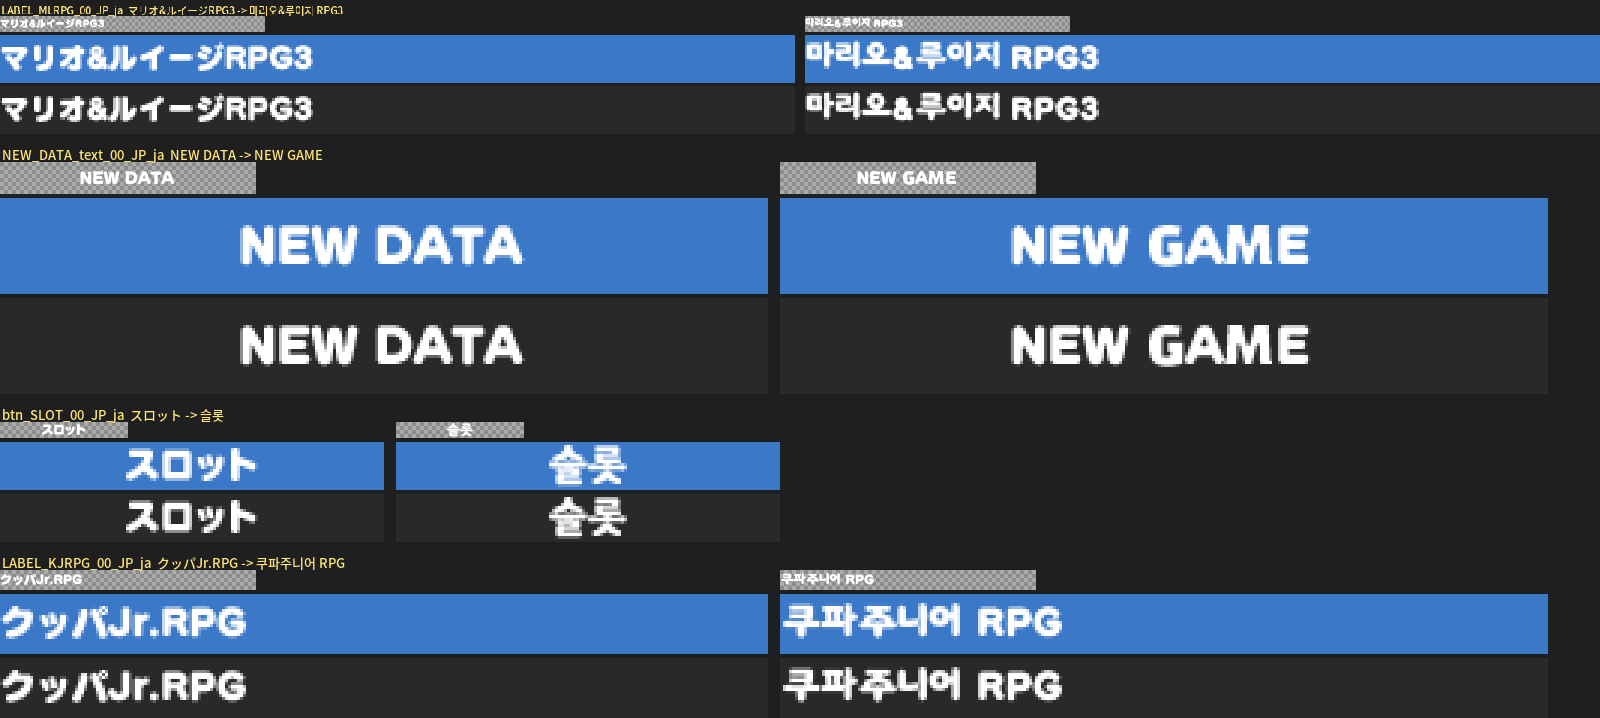 LABEL_MLRPG_00_JP_ja マリオ&ルイージRPG3 -> 마리오&루이지 RPG3
マリオ&ルイージRPG3 마리오&루이지 RPG3
マリオ&ルイージRPG3 마리오&루이지 RPG3
マリオ&ルイージRPG3 마리오&루이지 RPG3
NEW_DATA_text_00_JP_ja NEW DATA -> NEW GAME
NEW DATA NEW GAME
NEW DATA NEW GAME
NEW DATA NEW GAME
btn_SLOT_00_JP_ja スロット -> 슬롯
スロット 슬롯
スロット 슬롯
スロット 슬롯
LABEL_KJRPG_00_JP_ja クッパJr.RPG -> 쿠파주니어 RPG
クッパJr.RPG 쿠파주니어 RPG
クッパJr.RPG 쿠파주니어 RPG
クッパJr.RPG 쿠파주니어 RPG